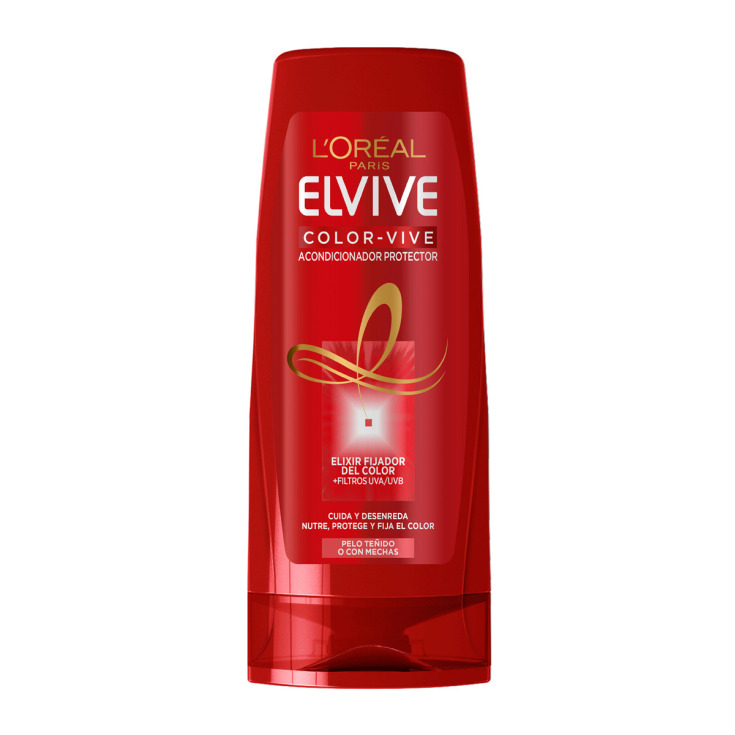 L'ORÉAL
PARIS
ELVIVE
COLOR-VIVE
ACONDICIONADOR PROTECTOR
ELIXIR FIJADOR
DEL COLOR
+FILTROS UVA/UVB
CUIDA Y DESENREDA
NUTRE, PROTEGE Y FIJA EL COLOR
PELO TEÑIDO
O CON MECHAS